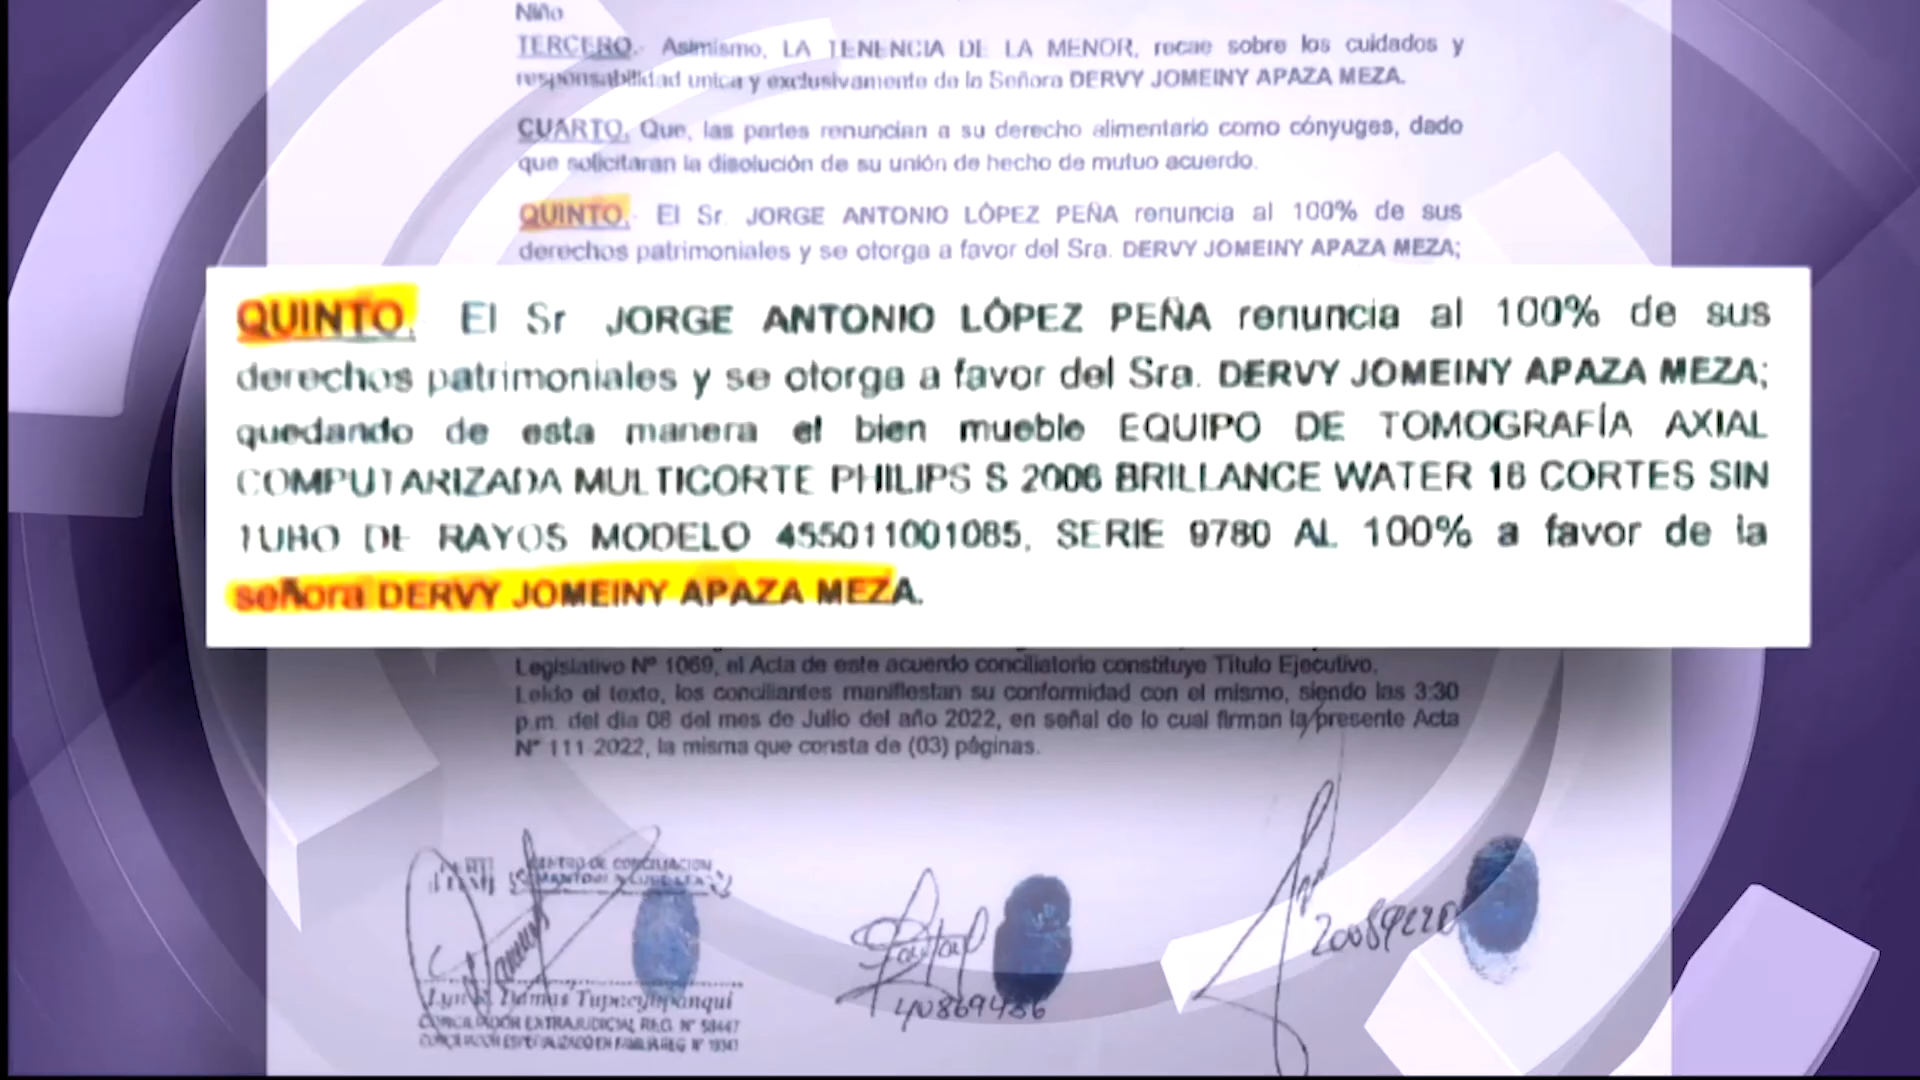 Niño
TERCERO.- Asimismo, LA TENENCIA DE LA MENOR, recae sobre los cuidados y
responsabilidad unica y exclusivamente de la Señora DERVY JOMEINY APAZA MEZA.
CUARTO. Que, las partes renuncian a su derecho alimentario como cónyuges, dado
que solicitaran la disolución de su unión de hecho de mutuo acuerdo.
QUINTO.- El Sr JORGE ANTONIO LÓPEZ PEÑA renuncia al 100% de sus
derechos patrimoniales y se otorga a favor del Sra. DERVY JOMEINY APAZA MEZA;
QUINTO. El Sr JORGE ANTONIO LÓPEZ PEÑA renuncia al 100% de sus
derechos patrimoniales y se otorga a favor del Sra. DERVY JOMEINY APAZA MEZA;
quedando de esta manera el bien mueble EQUIPO DE TOMOGRAFÍA AXIAL
COMPUTARIZADA MULTICORTE PHILIPS S 2006 BRILLANCE WATER 16 CORTES SIN
TUBO DE RAYOS MODELO 455011001085, SERIE 9780 AL 100% a favor de la
señora DERVY JOMEINY APAZA MEZA.
Legislativo Nº 1069, el Acta de este acuerdo conciliatorio constituye Título Ejecutivo.
Leído el texto, los conciliantes manifiestan su conformidad con el mismo, siendo las 3:30
p.m. del día 08 del mes de Julio del año 2022, en señal de lo cual firman la presente Acta
N° 111-2022, la misma que consta de (03) páginas.
CENTRO DE CONCILIACION
40869486
CONCILIADOR EXTRAJUDICIAL REG. Nº 58447
CONCILIADOR ESPECIALIZADO EN FAMILIA REG Nº